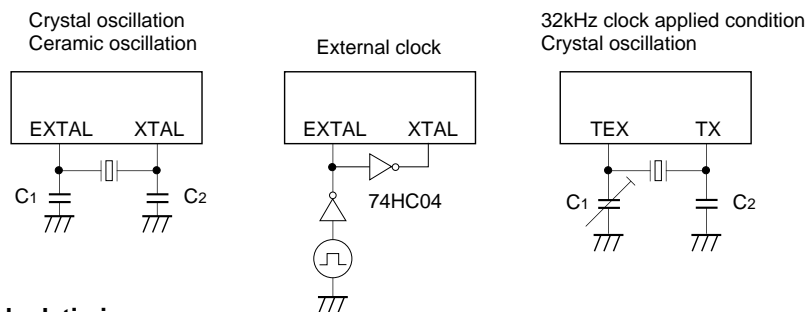 Crystal oscillation
Ceramic oscillation
EXTAL XTAL
C1 C2
External clock
EXTAL XTAL
74HC04
32kHz clock applied condition
Crystal oscillation
TEX TX
C1 C2